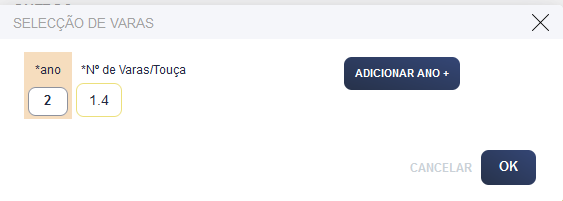 SELECÇÃO DE VARAS
*ano *Nº de Varas/Touça
ADICIONAR ANO +
2 1.4
CANCELAR OK